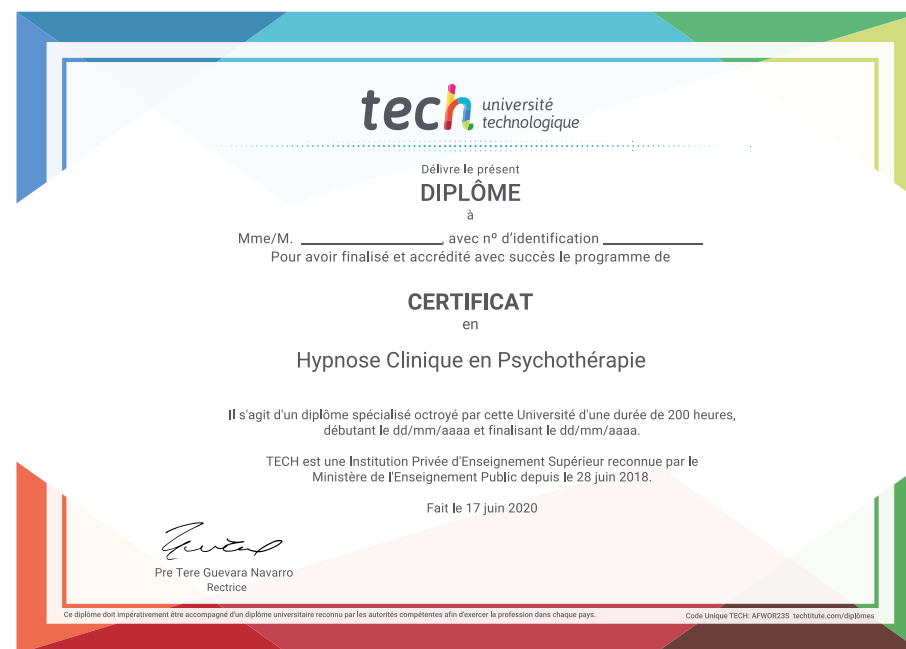 tech université
technologique
Délivre le présent
DIPLÔME
à
Mme/M. ____________________, avec nº d'identification ______________
Pour avoir finalisé et accrédité avec succès le programme de
CERTIFICAT
en
Hypnose Clinique en Psychothérapie
Il s'agit d'un diplôme spécialisé octroyé par cette Université d'une durée de 200 heures,
débutant le dd/mm/aaaa et finalisant le dd/mm/aaaa.
TECH est une Institution Privée d'Enseignement Supérieur reconnue par le
Ministère de l'Enseignement Public depuis le 28 juin 2018.
Fait le 17 juin 2020
Pre Tere Guevara Navarro
Rectrice
Ce diplôme doit impérativement être accompagné d'un diplôme universitaire reconnu par les autorités compétentes afin d'exercer la profession dans chaque pays.
Code Unique TECH: AFWOR23S techtitute.com/diplômes